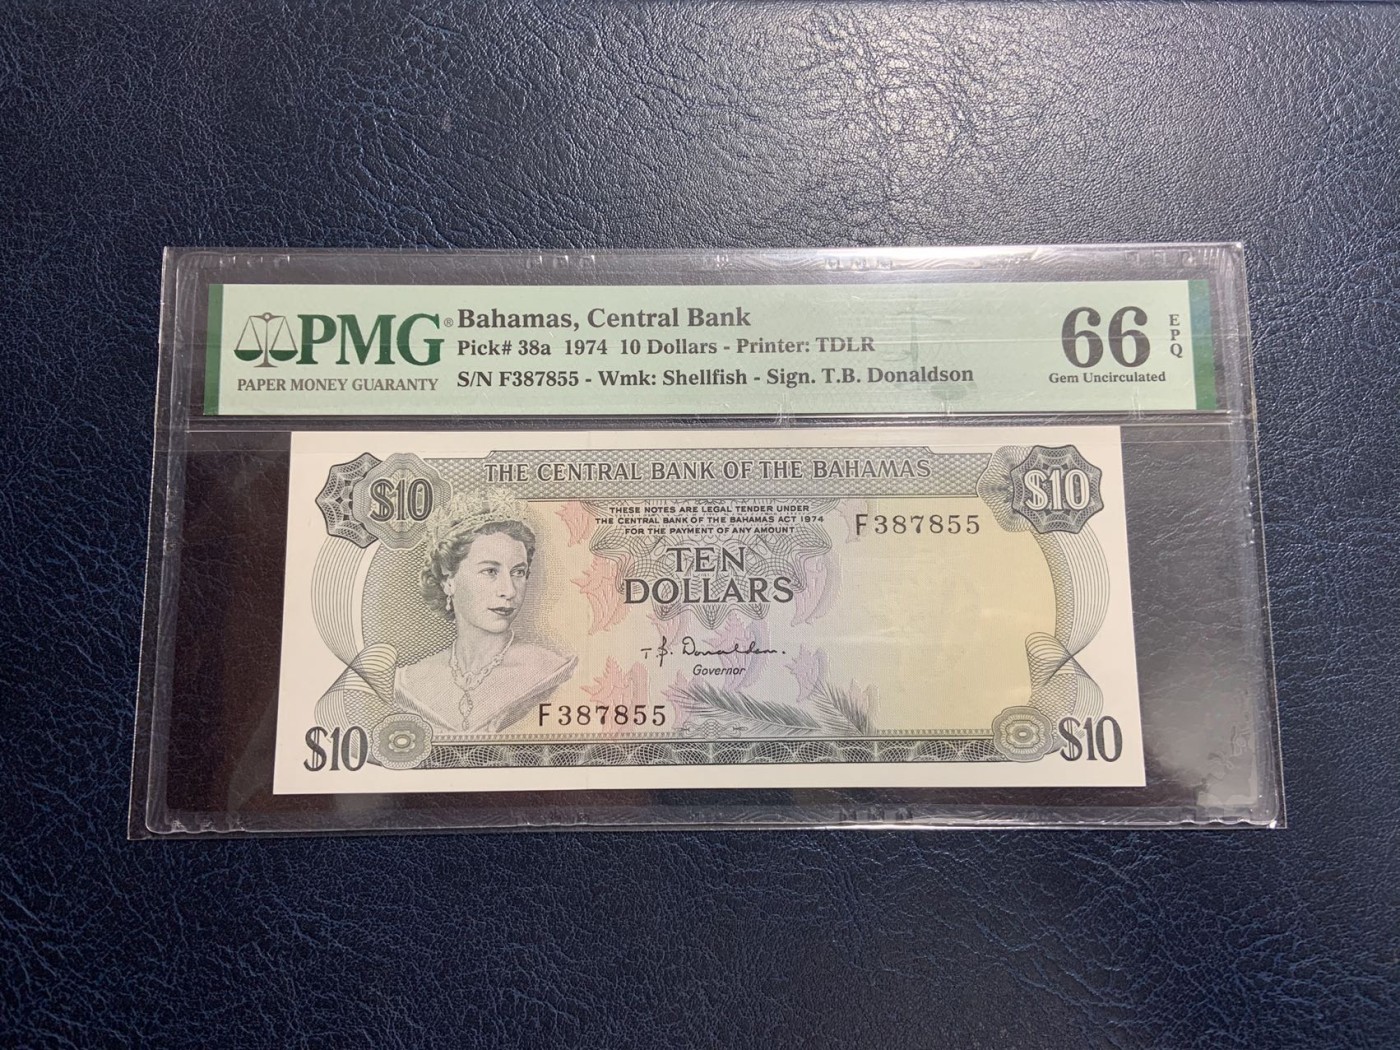 PMG®
PAPER MONEY GUARANTY
Bahamas, Central Bank
Pick# 38a 1974 10 Dollars - Printer: TDLR
S/N F387855 - Wmk: Shellfish - Sign. T.B. Donaldson
66
EPQ
Gem Uncirculated
THE CENTRAL BANK OF THE BAHAMAS
$10
$10
THESE NOTES ARE LEGAL TENDER UNDER
THE CENTRAL BANK OF THE BAHAMAS ACT 1974
FOR THE PAYMENT OF ANY AMOUNT
F387855
TEN
DOLLARS
T. B. Donaldson.
Governor
F387855
$10
$10